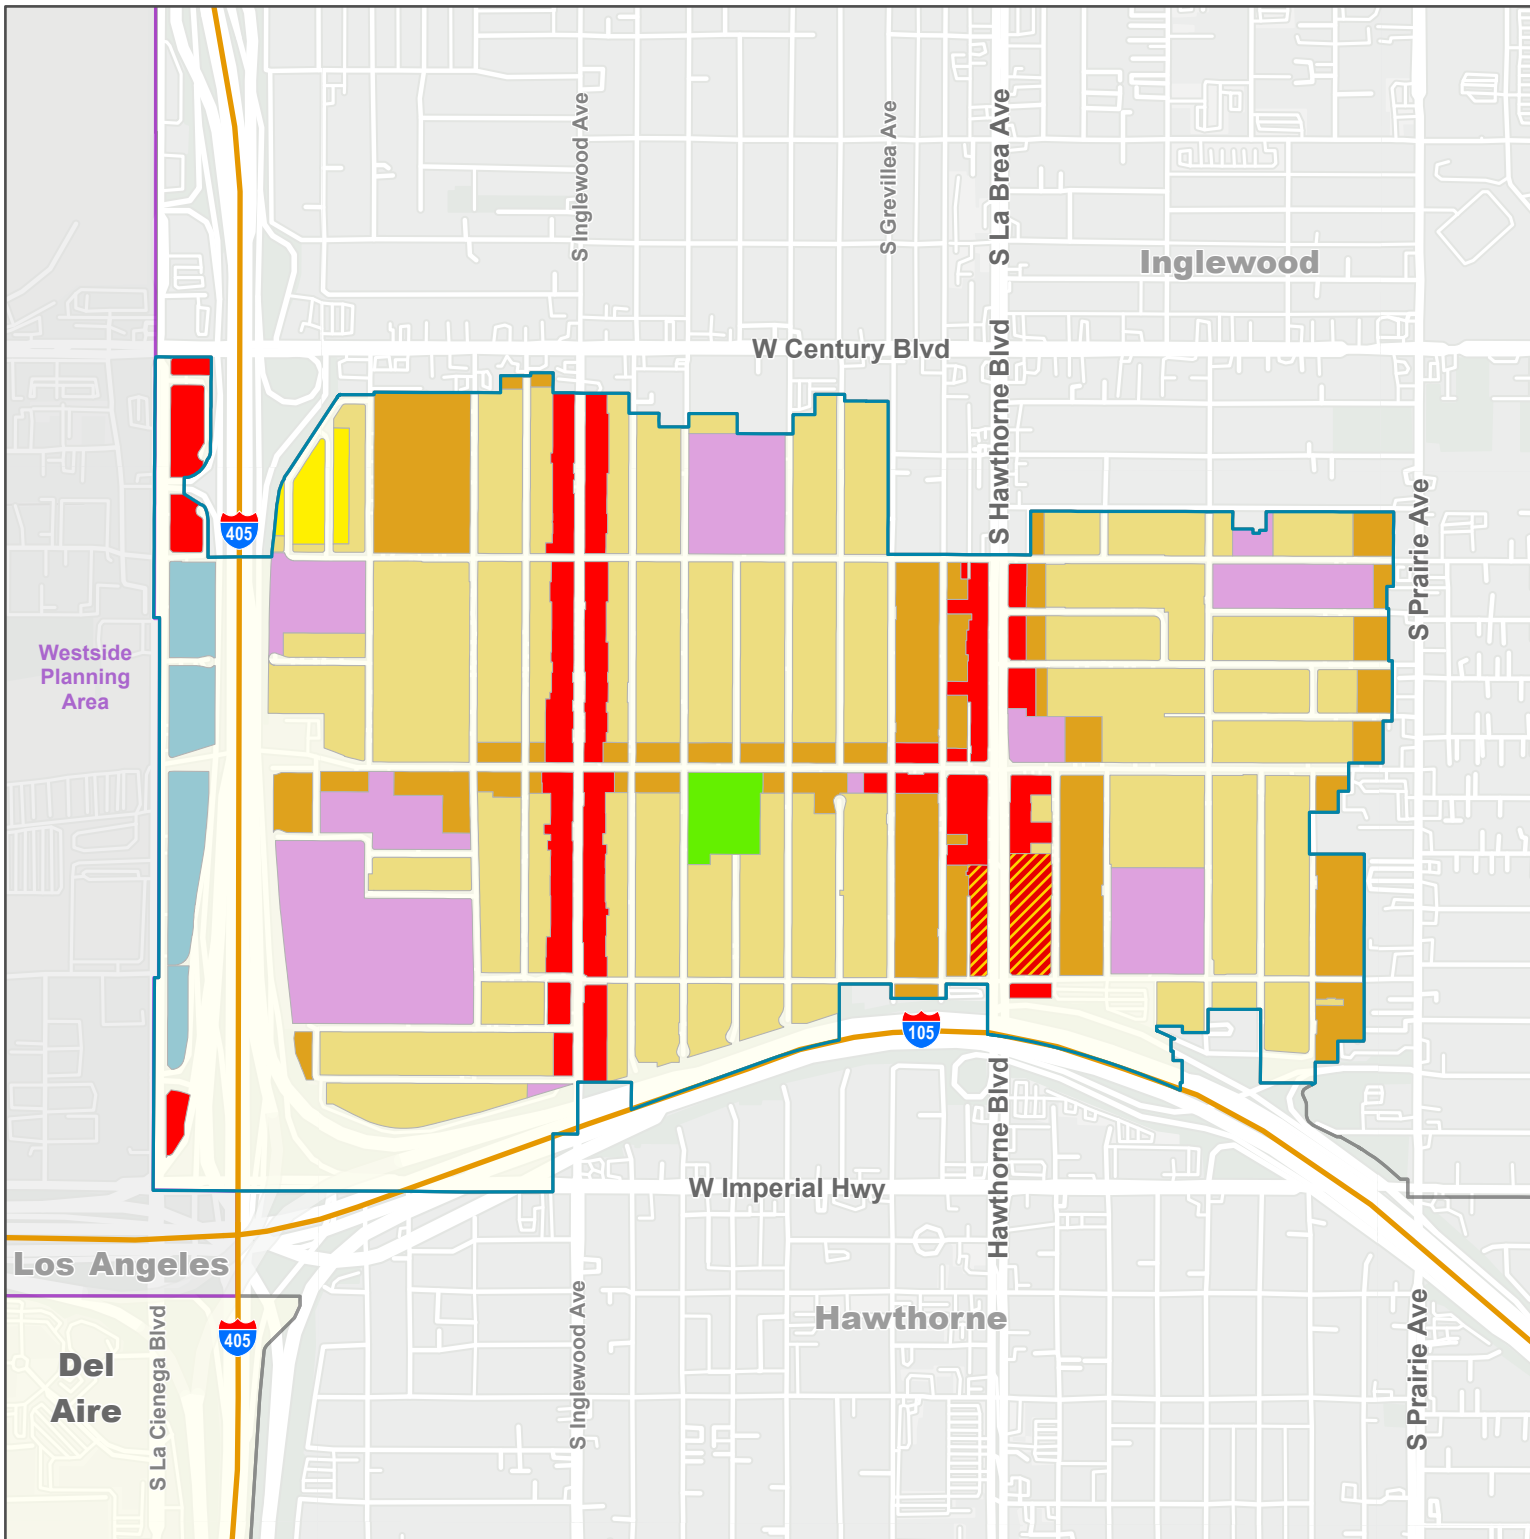 S Inglewood Ave
S Grevillea Ave
S La Brea Ave
Inglewood
W Century Blvd
S Hawthorne Blvd
405
S Prairie Ave
Westside
Planning
Area
105
Hawthorne Blvd
W Imperial Hwy
Los Angeles
S La Cienega Blvd
405
Del
Aire
S Inglewood Ave
Hawthorne
S Prairie Ave